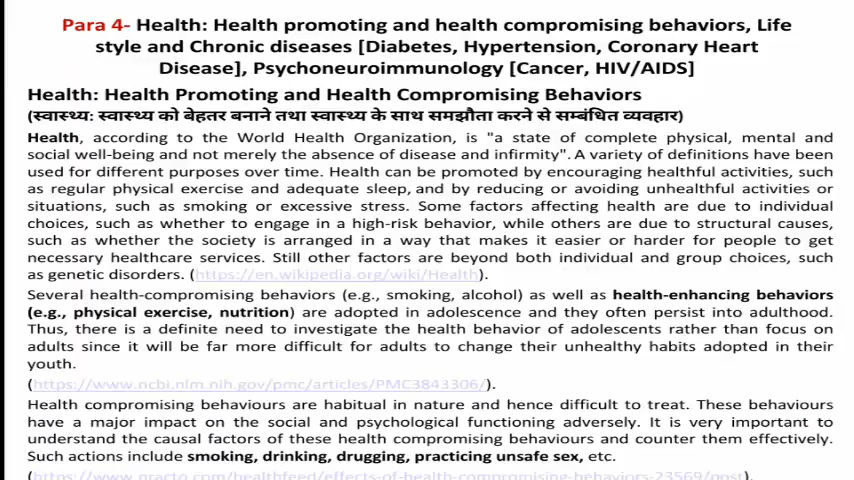 Para 4- Health: Health promoting and health compromising behaviors, Life
style and Chronic diseases [Diabetes, Hypertension, Coronary Heart
Disease], Psychoneuroimmunology [Cancer, HIV/AIDS]
Health: Health Promoting and Health Compromising Behaviors
(स्वास्थ्य: स्वास्थ्य को बेहतर बनाने तथा स्वास्थ्य के साथ समझौता करने से सम्बंधित व्यवहार)
Health, according to the World Health Organization, is "a state of complete physical, mental and
social well-being and not merely the absence of disease and infirmity". A variety of definitions have been
used for different purposes over time. Health can be promoted by encouraging healthful activities, such
as regular physical exercise and adequate sleep, and by reducing or avoiding unhealthful activities or
situations, such as smoking or excessive stress. Some factors affecting health are due to individual
choices, such as whether to engage in a high-risk behavior, while others are due to structural causes,
such as whether the society is arranged in a way that makes it easier or harder for people to get
necessary healthcare services. Still other factors are beyond both individual and group choices, such
as genetic disorders. (https://en.wikipedia.org/wiki/Health).
Several health-compromising behaviors (e.g., smoking, alcohol) as well as health-enhancing behaviors
(e.g., physical exercise, nutrition) are adopted in adolescence and they often persist into adulthood.
Thus, there is a definite need to investigate the health behavior of adolescents rather than focus on
adults since it will be far more difficult for adults to change their unhealthy habits adopted in their
youth.
(https://www.ncbi.nlm.nih.gov/pmc/articles/PMC3843306/).
Health compromising behaviours are habitual in nature and hence difficult to treat. These behaviours
have a major impact on the social and psychological functioning adversely. It is very important to
understand the causal factors of these health compromising behaviours and counter them effectively.
Such actions include smoking, drinking, drugging, practicing unsafe sex, etc.
(https://www.practo.com/healthfeed/effects-of-health-compromising-behaviors-23569/post).